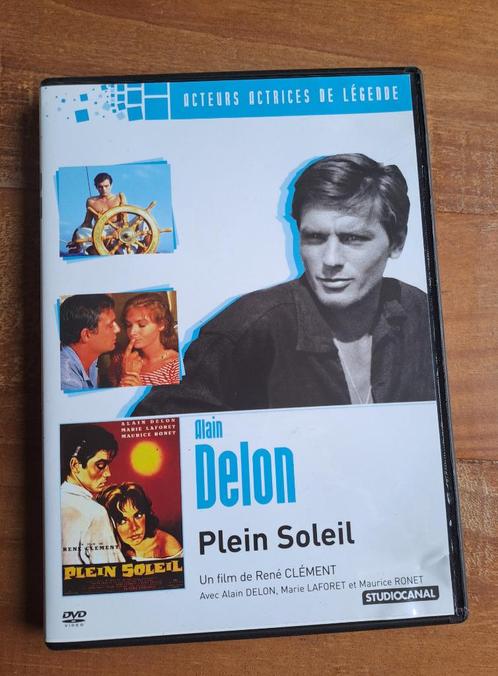 ACTEURS ACTRICES DE LÉGENDE
Alain
Delon
Plein Soleil
Un film de René CLÉMENT
Avec Alain DELON, Marie LAFORET et Maurice RONET
STUDIOCANAL
ALAIN DELON
MARIE LAFORET
MAURICE RONET
RENÉ CLEMENT
PLEIN SOLEIL
DVD
VIDEO